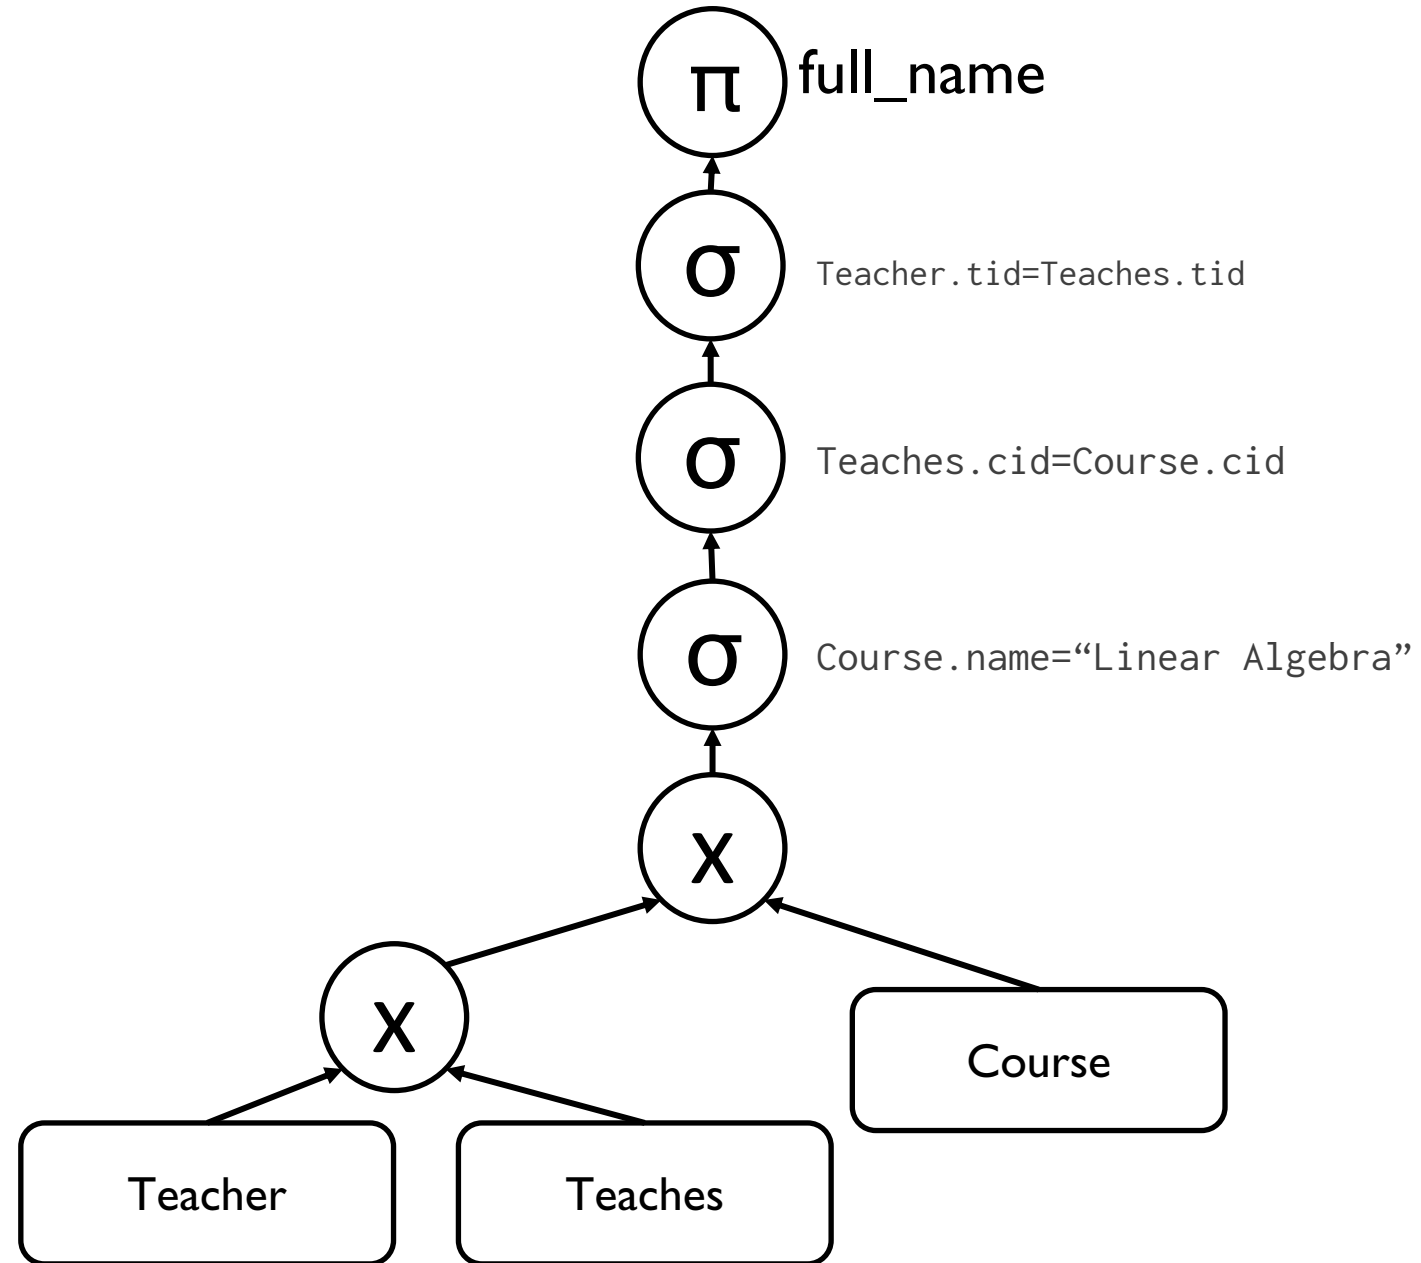 π full_name
σ Teacher.tid=Teaches.tid
σ Teaches.cid=Course.cid
σ Course.name=“Linear Algebra”
x
x
Course
Teacher
Teaches